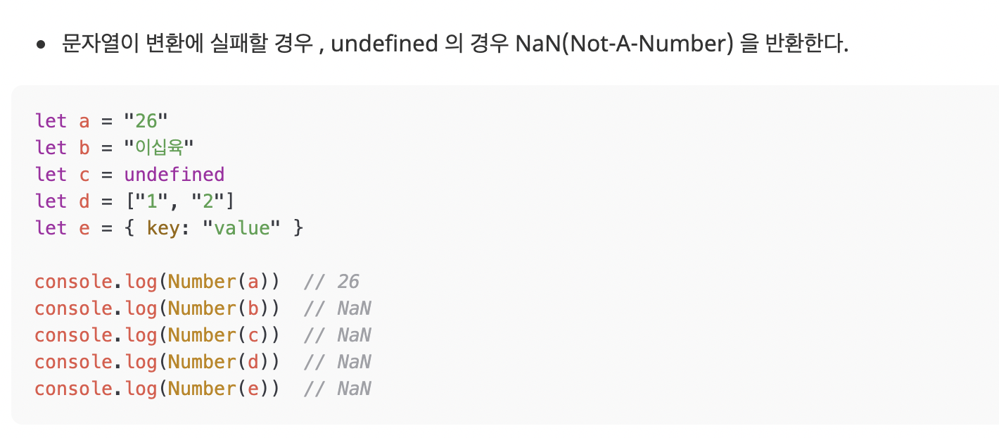 • 문자열이 변환에 실패할 경우 , undefined 의 경우 NaN(Not-A-Number) 을 반환한다.
let a = "26"
let b = "이십육"
let c = undefined
let d = ["1", "2"]
let e = { key: "value" }
console.log(Number(a))  // 26
console.log(Number(b))  // NaN
console.log(Number(c))  // NaN
console.log(Number(d))  // NaN
console.log(Number(e))  // NaN